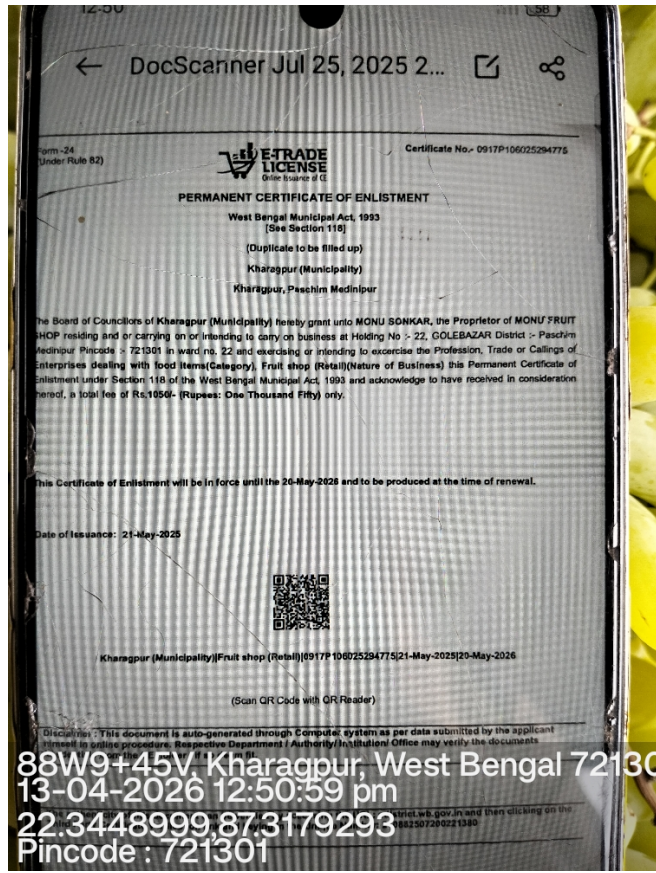 12:50
58
DocScanner Jul 25, 2025 2...
Form -24
(Under Rule 82)
E-TRADE
LICENSE
Online Issuance of CE
Certificate No.- 0917P106025294775
PERMANENT CERTIFICATE OF ENLISTMENT
West Bengal Municipal Act, 1993
[See Section 118]
(Duplicate to be filled up)
Kharagpur (Municipality)
Kharagpur, Paschim Medinipur
The Board of Councillors of Kharagpur (Municipality) hereby grant unto MONU SONKAR, the Proprietor of MONU FRUIT
SHOP residing and or carrying on or intending to carry on business at Holding No :- 22, GOLEBAZAR District :- Paschim
Medinipur Pincode :- 721301 in ward no. 22 and exercising or intending to excercise the Profession, Trade or Callings of
Enterprises dealing with food items(Category), Fruit shop (Retail)(Nature of Business) this Permanent Certificate of
Enlistment under Section 118 of the West Bengal Municipal Act, 1993 and acknowledge to have received in consideration
thereof, a total fee of Rs.1050/- (Rupees: One Thousand Fifty) only.
This Certificate of Enlistment will be in force until the 20-May-2026 and to be produced at the time of renewal.
Date of Issuance: 21-May-2025
Kharagpur (Municipality)|Fruit shop (Retail)|0917P106025294775|21-May-2025|20-May-2026
(Scan QR Code with QR Reader)
Disclaimer : This document is auto-generated through Computer system as per data submitted by the applicant
himself in online procedure. Respective Department / Authority/ Institution/ Office may verify the documents
88W9+45V, Kharagpur, West Bengal 72130
13-04-2026 12:50:59 pm
district.wb.gov.in and then clicking on the
22.3448999,87.3179293
Pincode : 721301